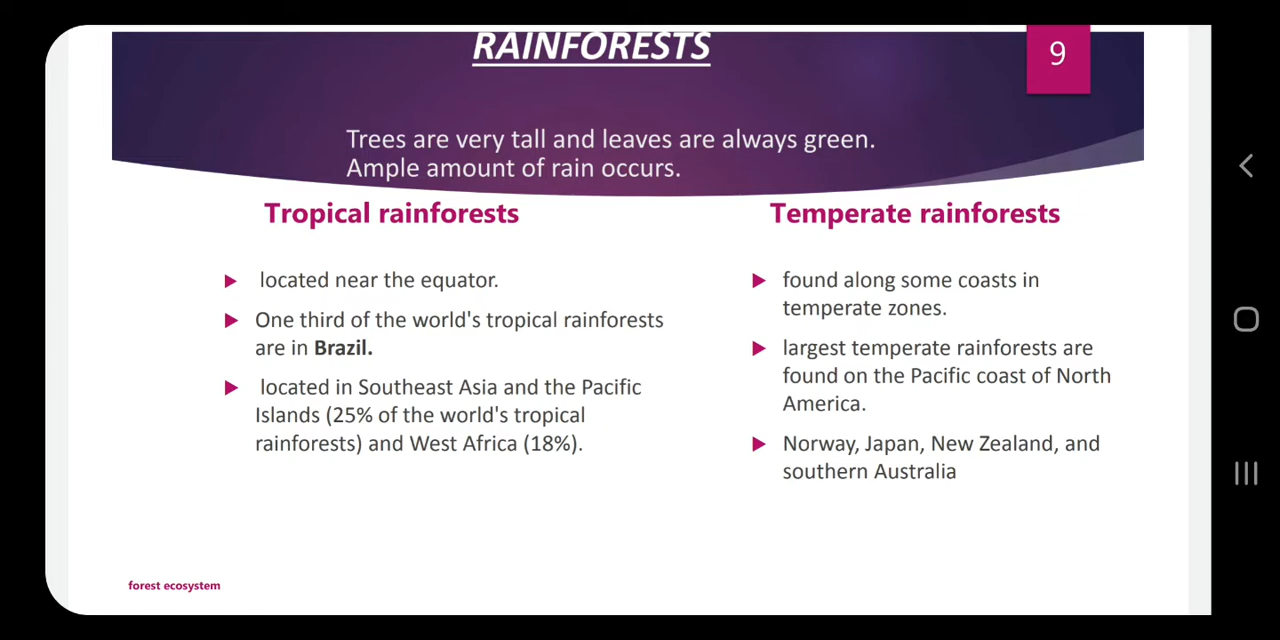 RAINFORESTS
9
Trees are very tall and leaves are always green.
Ample amount of rain occurs.
Tropical rainforests
located near the equator.
One third of the world's tropical rainforests
are in Brazil.
located in Southeast Asia and the Pacific
Islands (25% of the world's tropical
rainforests) and West Africa (18%).
Temperate rainforests
found along some coasts in
temperate zones.
largest temperate rainforests are
found on the Pacific coast of North
America.
Norway, Japan, New Zealand, and
southern Australia
forest ecosystem